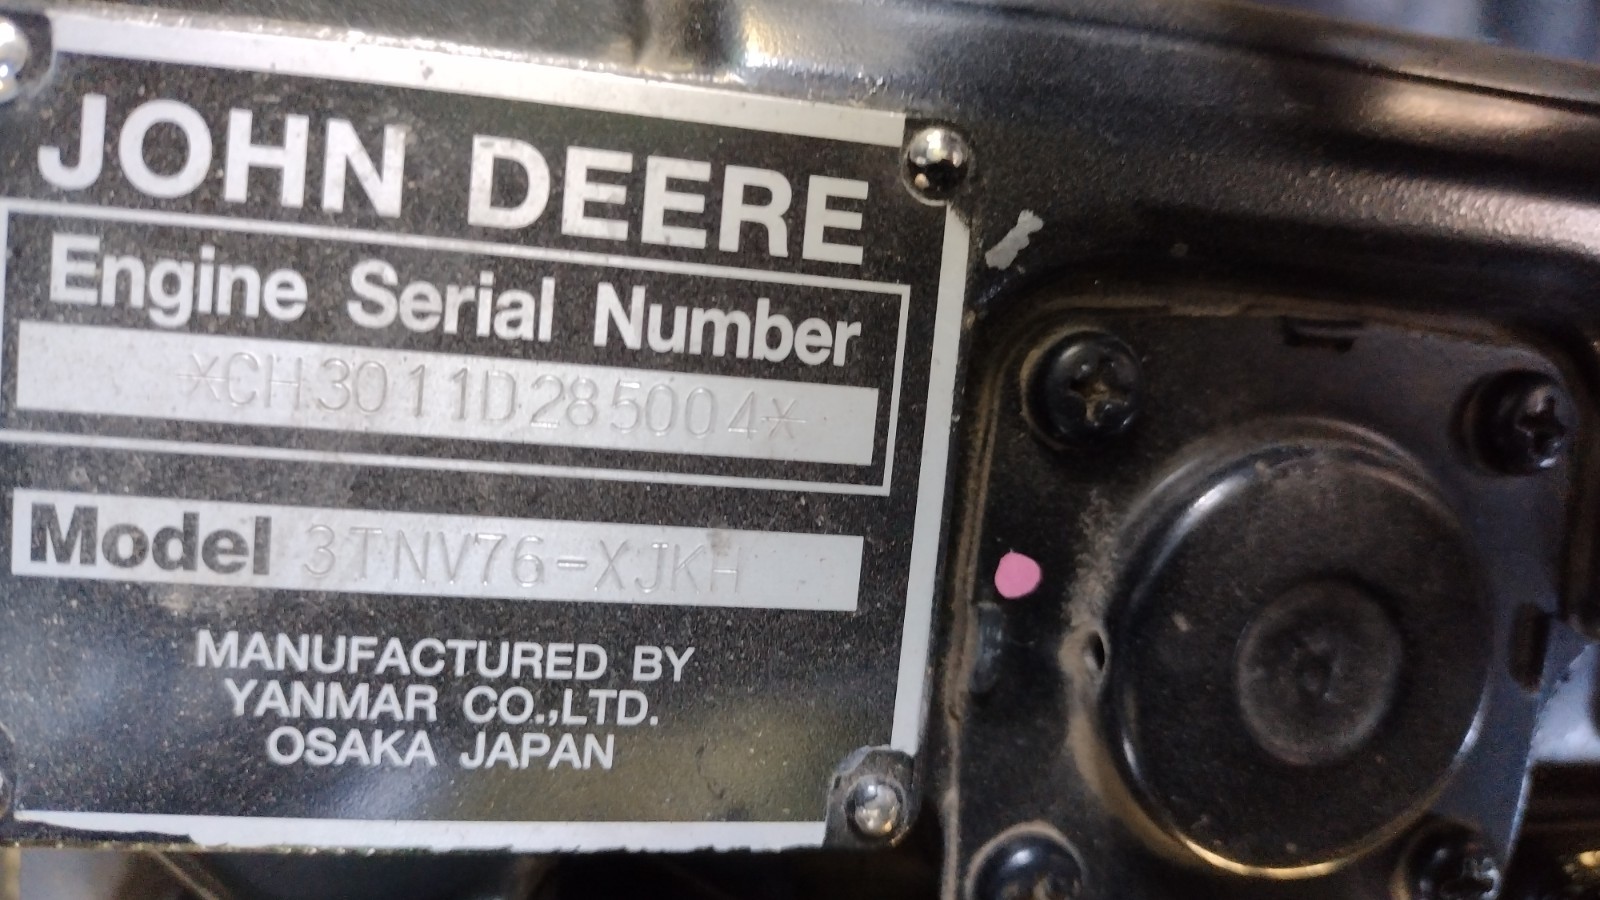 JOHN DEERE
Engine Serial Number
*CH3011D285004*
Model 3TNV76-XJKH
MANUFACTURED BY
YANMAR CO.,LTD.
OSAKA JAPAN